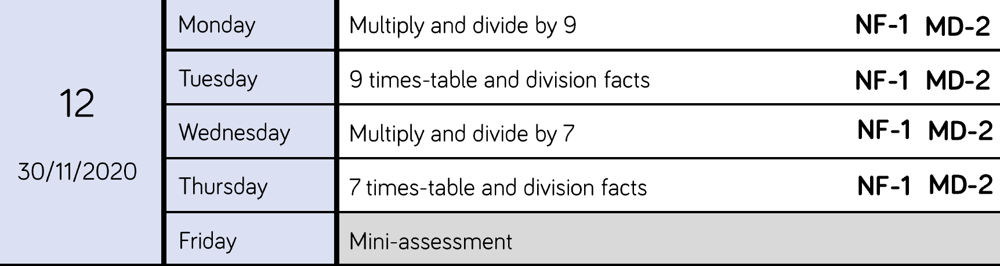 12
30/11/2020
Monday Multiply and divide by 9 NF-1 MD-2
Tuesday 9 times-table and division facts NF-1 MD-2
Wednesday Multiply and divide by 7 NF-1 MD-2
Thursday 7 times-table and division facts NF-1 MD-2
Friday Mini-assessment